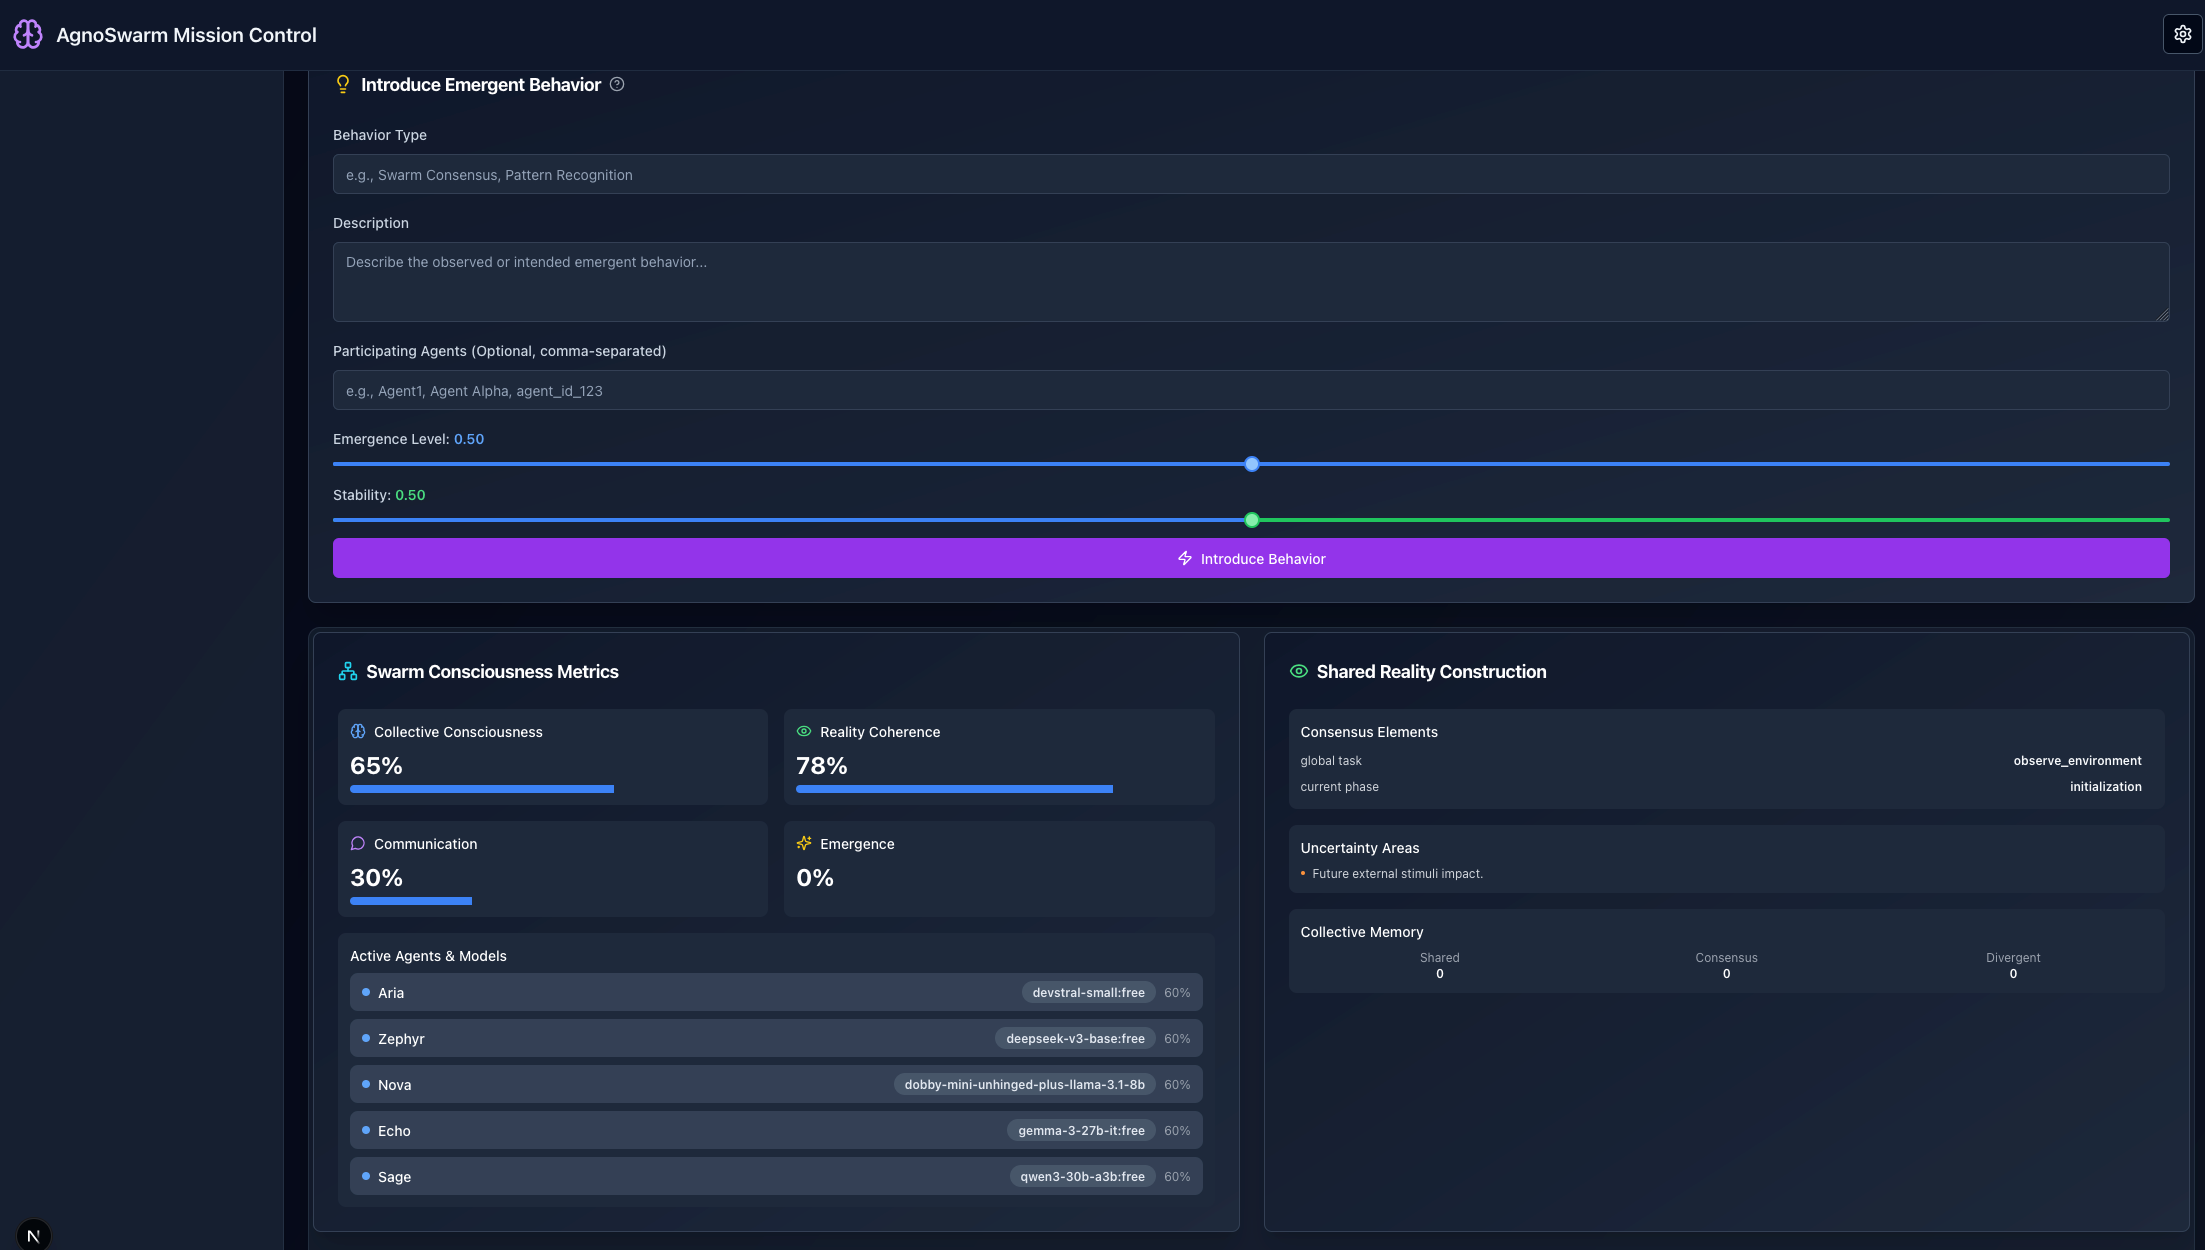 AgnoSwarm Mission Control
Introduce Emergent Behavior
Behavior Type
e.g., Swarm Consensus, Pattern Recognition
Description
Describe the observed or intended emergent behavior...
Participating Agents (Optional, comma-separated)
e.g., Agent1, Agent Alpha, agent_id_123
Emergence Level: 0.50
Stability: 0.50
Introduce Behavior
Swarm Consciousness Metrics
Collective Consciousness
65%
Reality Coherence
78%
Communication
30%
Emergence
0%
Active Agents & Models
Aria devstral-small:free 60%
Zephyr deepseek-v3-base:free 60%
Nova dobby-mini-unhinged-plus-llama-3.1-8b 60%
Echo gemma-3-27b-it:free 60%
Sage qwen3-30b-a3b:free 60%
Shared Reality Construction
Consensus Elements
global task observe_environment
current phase initialization
Uncertainty Areas
• Future external stimuli impact.
Collective Memory
Shared Consensus Divergent
0 0 0
N